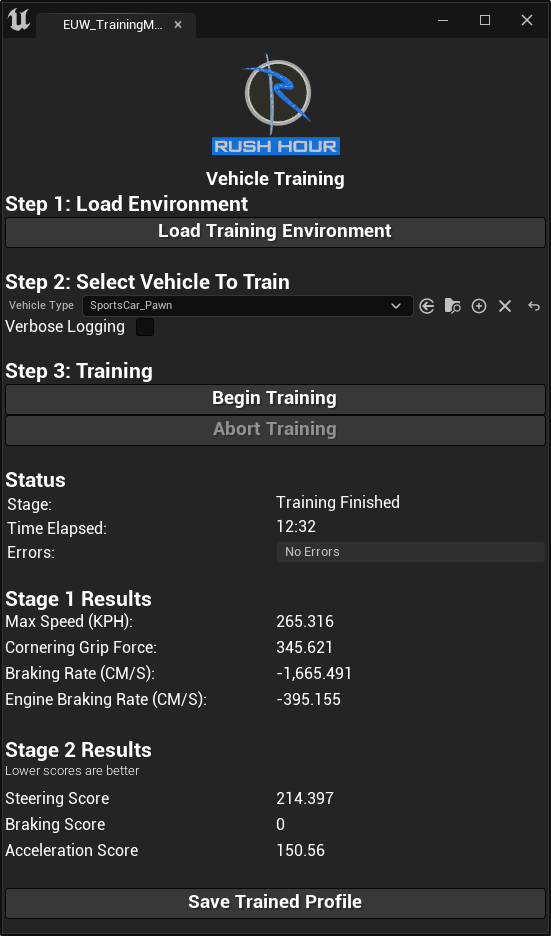 EUW_TrainingM...
RUSH HOUR
Vehicle Training
Step 1: Load Environment
Load Training Environment
Step 2: Select Vehicle To Train
Vehicle Type SportsCar_Pawn
Verbose Logging
Step 3: Training
Begin Training
Abort Training
Status
Stage: Training Finished
Time Elapsed: 12:32
Errors: No Errors
Stage 1 Results
Max Speed (KPH): 265.316
Cornering Grip Force: 345.621
Braking Rate (CM/S): -1,665.491
Engine Braking Rate (CM/S): -395.155
Stage 2 Results
Lower scores are better
Steering Score 214.397
Braking Score 0
Acceleration Score 150.56
Save Trained Profile